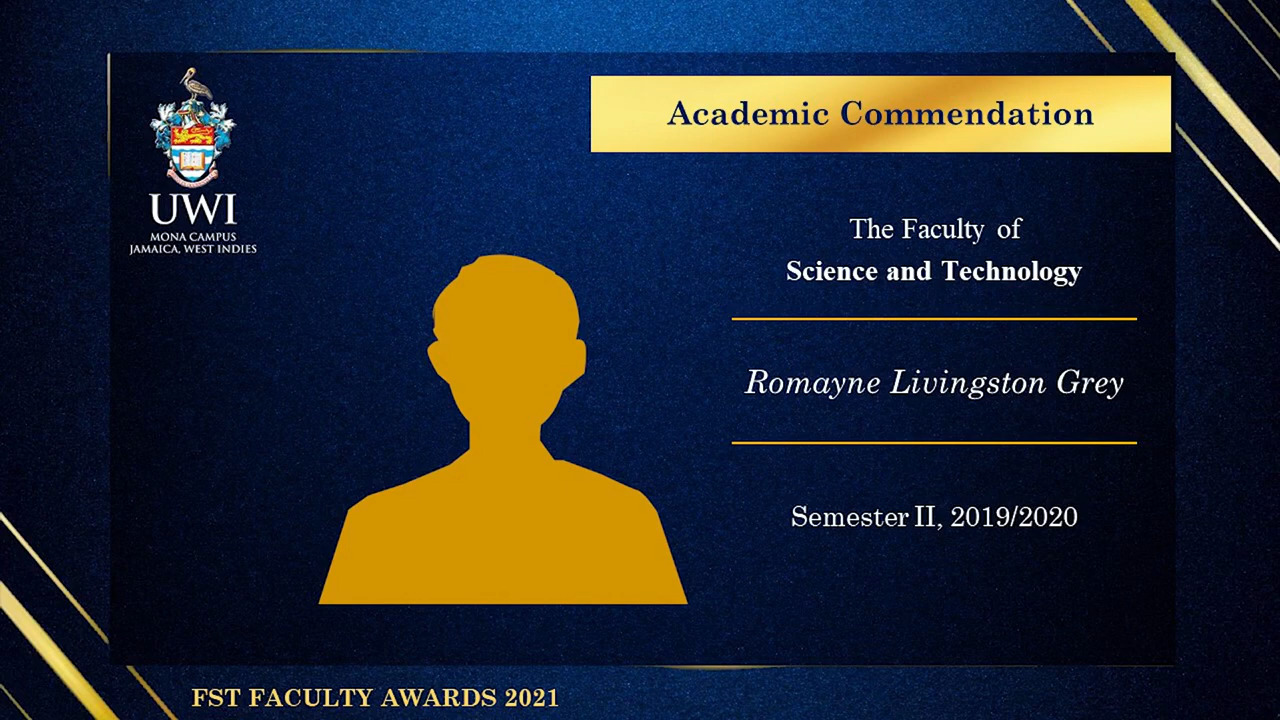 UWI
MONA CAMPUS
JAMAICA, WEST INDIES
Academic Commendation
The Faculty of
Science and Technology
Romayne Livingston Grey
Semester II, 2019/2020
FST FACULTY AWARDS 2021